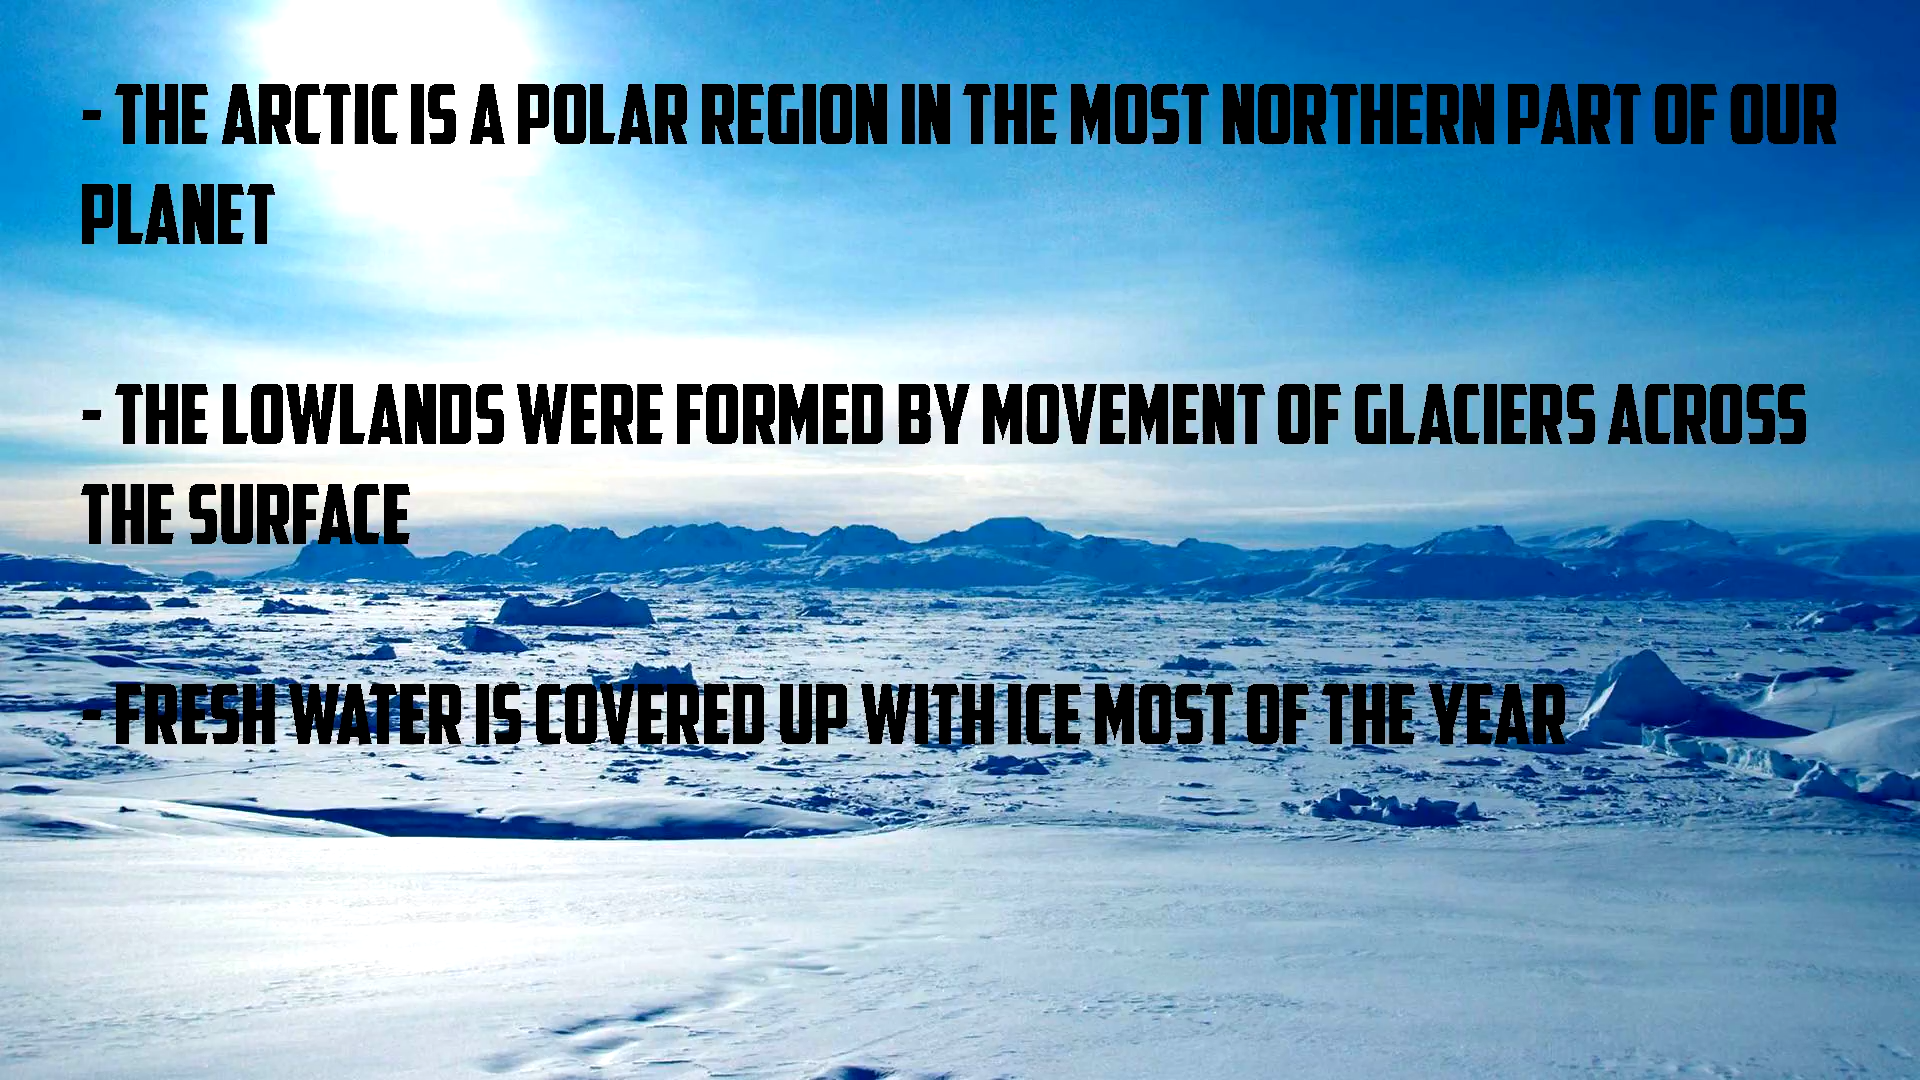 - THE ARCTIC IS A POLAR REGION IN THE MOST NORTHERN PART OF OUR
PLANET
- THE LOWLANDS WERE FORMED BY MOVEMENT OF GLACIERS ACROSS
THE SURFACE
- FRESH WATER IS COVERED UP WITH ICE MOST OF THE YEAR